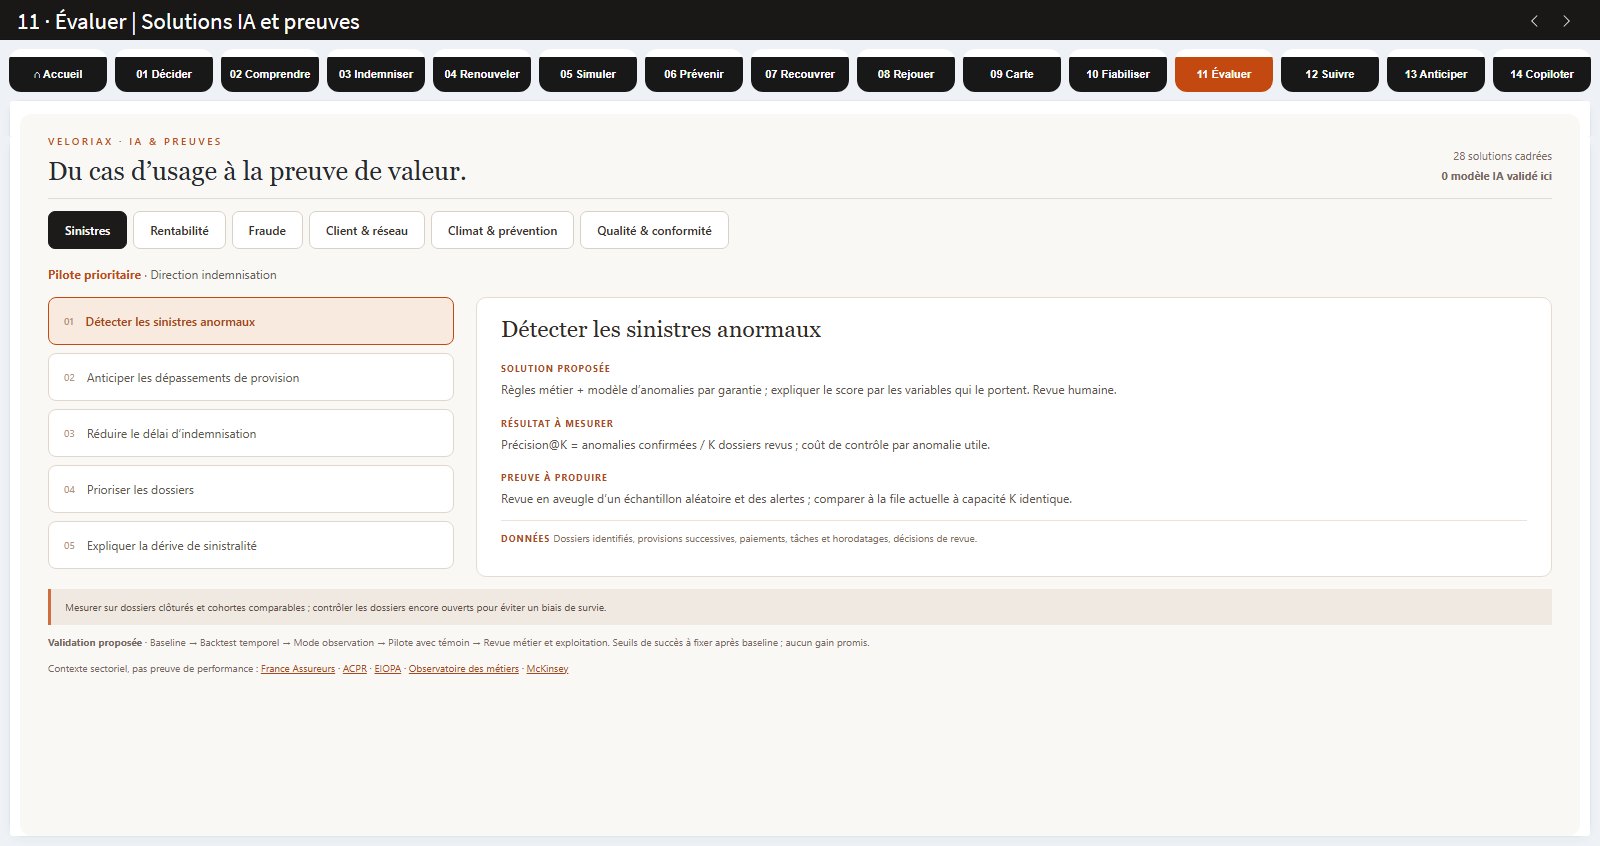 11 · Évaluer | Solutions IA et preuves
∩ Accueil
01 Décider
02 Comprendre
03 Indemniser
04 Renouveler
05 Simuler
06 Prévenir
07 Recouvrer
08 Rejouer
09 Carte
10 Fiabiliser
11 Évaluer
12 Suivre
13 Anticiper
14 Copiloter
VELORIAX · IA & PREUVES
Du cas d’usage à la preuve de valeur.
28 solutions cadrées
0 modèle IA validé ici
Sinistres
Rentabilité
Fraude
Client & réseau
Climat & prévention
Qualité & conformité
Pilote prioritaire · Direction indemnisation
01 Détecter les sinistres anormaux
02 Anticiper les dépassements de provision
03 Réduire le délai d’indemnisation
04 Prioriser les dossiers
05 Expliquer la dérive de sinistralité
Détecter les sinistres anormaux
SOLUTION PROPOSÉE
Règles métier + modèle d’anomalies par garantie ; expliquer le score par les variables qui le portent. Revue humaine.
RÉSULTAT À MESURER
Précision@K = anomalies confirmées / K dossiers revus ; coût de contrôle par anomalie utile.
PREUVE À PRODUIRE
Revue en aveugle d’un échantillon aléatoire et des alertes ; comparer à la file actuelle à capacité K identique.
DONNÉES Dossiers identifiés, provisions successives, paiements, tâches et horodatages, décisions de revue.
Mesurer sur dossiers clôturés et cohortes comparables ; contrôler les dossiers encore ouverts pour éviter un biais de survie.
Validation proposée · Baseline → Backtest temporel → Mode observation → Pilote avec témoin → Revue métier et exploitation. Seuils de succès à fixer après baseline ; aucun gain promis.
Contexte sectoriel, pas preuve de performance : France Assureurs · ACPR · EIOPA · Observatoire des métiers · McKinsey